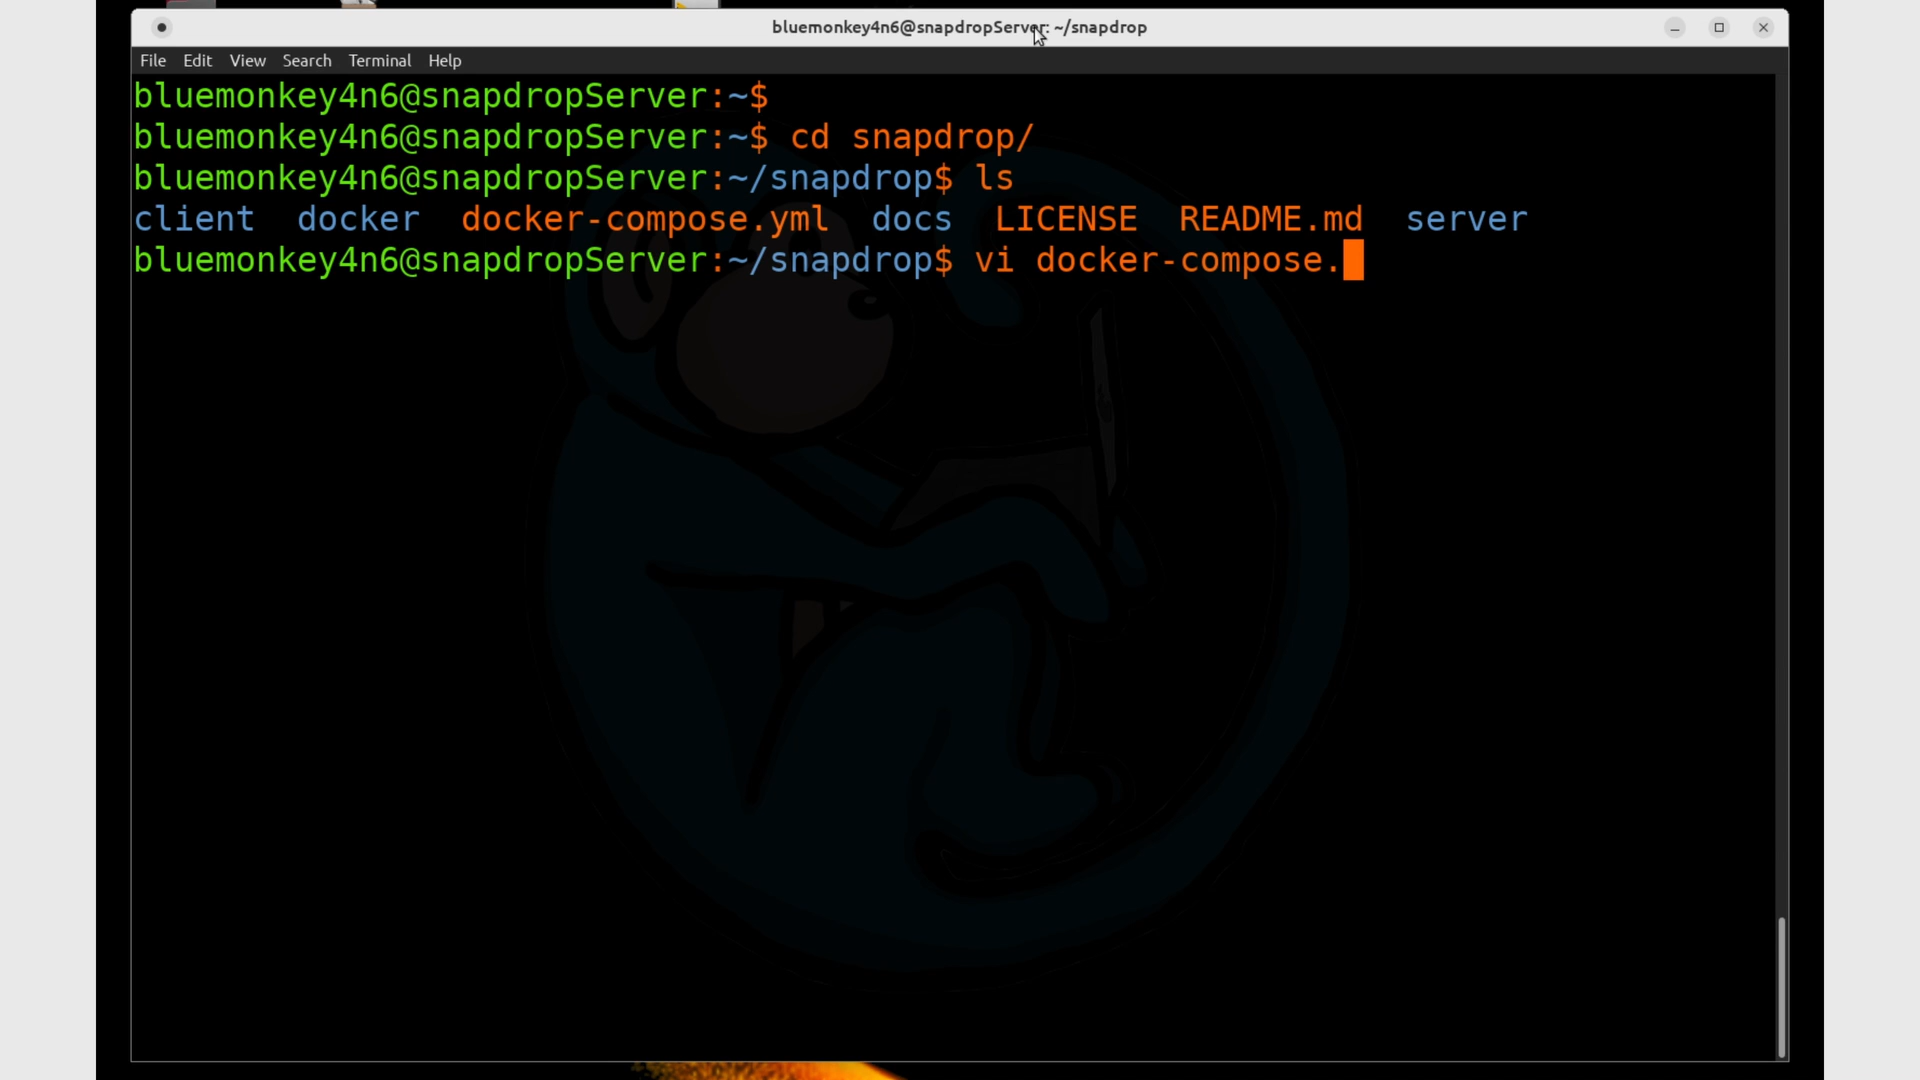 bluemonkey4n6@snapdropServer: ~/snapdrop
File Edit View Search Terminal Help
bluemonkey4n6@snapdropServer:~$
bluemonkey4n6@snapdropServer:~$ cd snapdrop/
bluemonkey4n6@snapdropServer:~/snapdrop$ ls
client docker docker-compose.yml docs LICENSE README.md server
bluemonkey4n6@snapdropServer:~/snapdrop$ vi docker-compose.